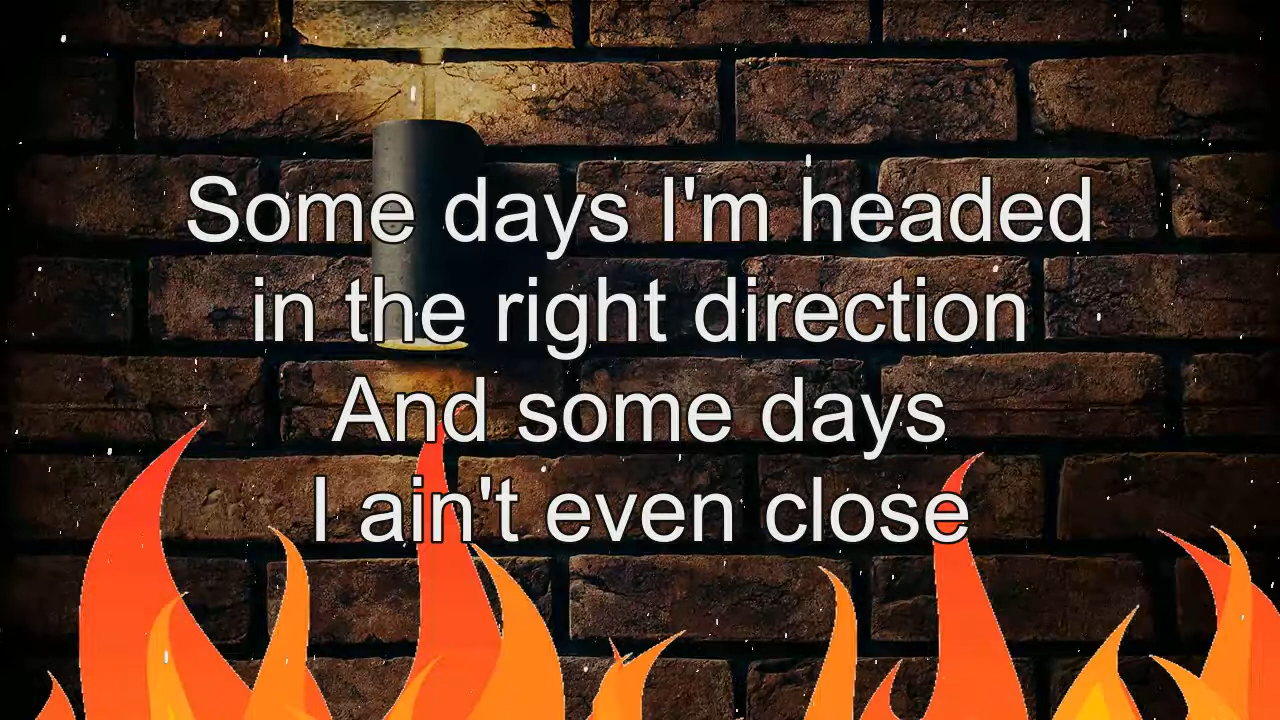 Some days I'm headed
in the right direction
And some days
I ain't even close